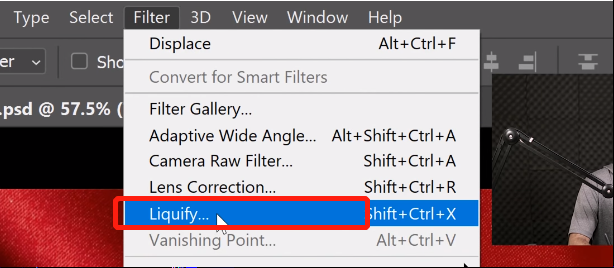 Type Select Filter 3D View Window Help
Sho
.psd @ 57.5% (
Displace Alt+Ctrl+F
Convert for Smart Filters
Filter Gallery...
Adaptive Wide Angle... Alt+Shift+Ctrl+A
Camera Raw Filter... Shift+Ctrl+A
Lens Correction... Shift+Ctrl+R
Liquify... Shift+Ctrl+X
Vanishing Point... Alt+Ctrl+V